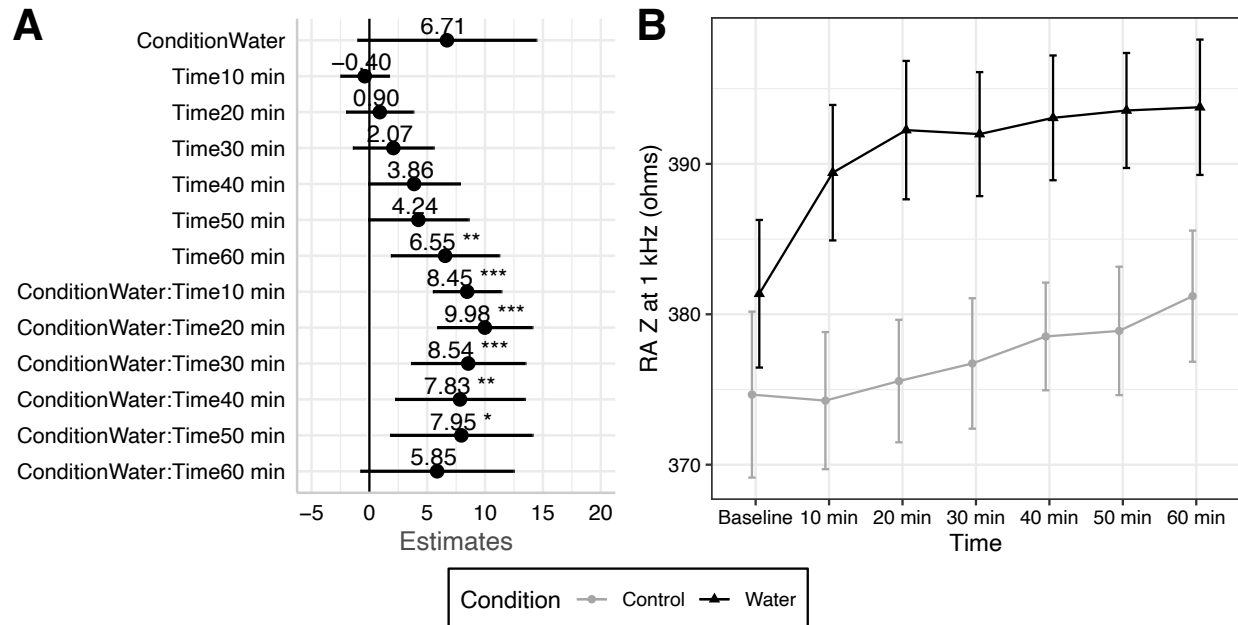 A
ConditionWater 6.71
Time10 min −0.40
Time20 min 0.90
Time30 min 2.07
Time40 min 3.86
Time50 min 4.24
Time60 min 6.55 **
ConditionWater:Time10 min 8.45 ***
ConditionWater:Time20 min 9.98 ***
ConditionWater:Time30 min 8.54 ***
ConditionWater:Time40 min 7.83 **
ConditionWater:Time50 min 7.95 *
ConditionWater:Time60 min 5.85
−5 0 5 10 15 20
Estimates
B
RA Z at 1 kHz (ohms)
390
380
370
Baseline 10 min 20 min 30 min 40 min 50 min 60 min
Time
Condition Control Water